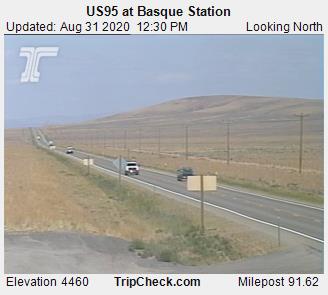 US95 at Basque Station
Updated: Aug 31 2020 12:30 PM Looking North
Elevation 4460 TripCheck.com Milepost 91.62